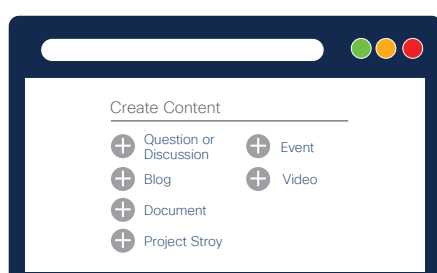 Create Content
Question or
Discussion
Blog
Document
Project Stroy
Event
Video